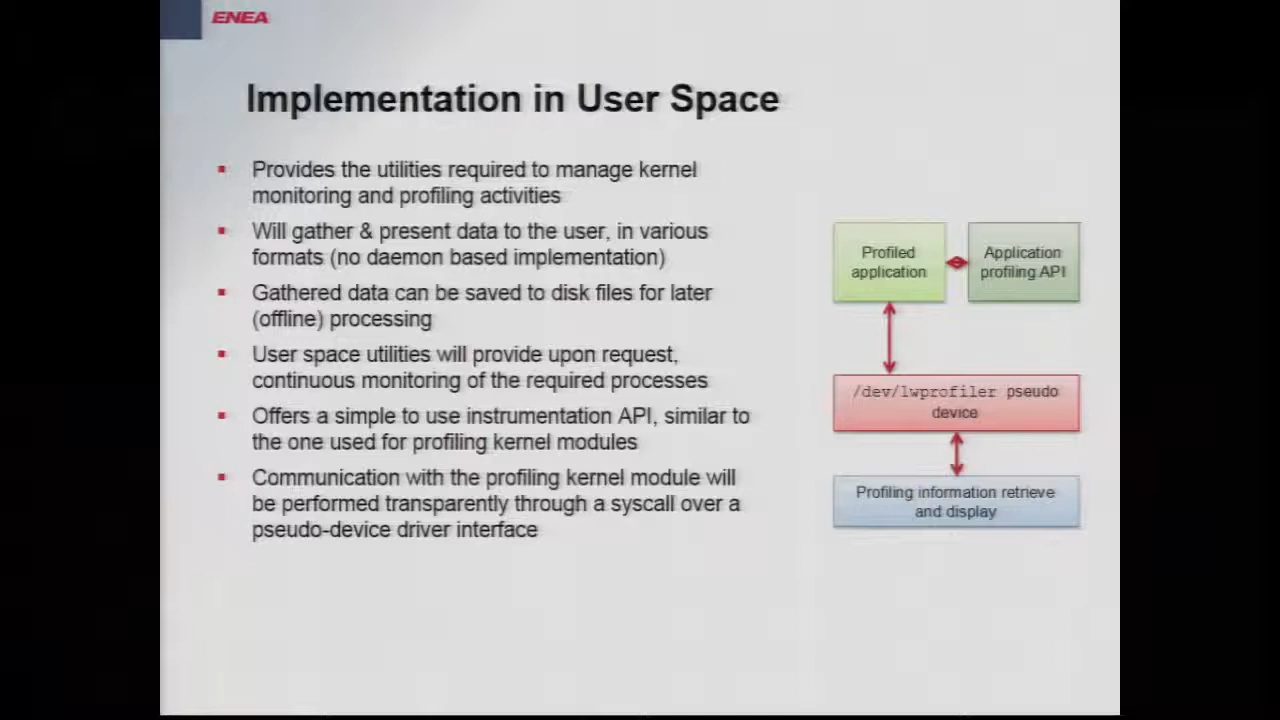 ENEA
Implementation in User Space
▪ Provides the utilities required to manage kernel
monitoring and profiling activities
▪ Will gather & present data to the user, in various
formats (no daemon based implementation)
▪ Gathered data can be saved to disk files for later
(offline) processing
▪ User space utilities will provide upon request,
continuous monitoring of the required processes
▪ Offers a simple to use instrumentation API, similar to
the one used for profiling kernel modules
▪ Communication with the profiling kernel module will
be performed transparently through a syscall over a
pseudo-device driver interface
Profiled
application
Application
profiling API
/dev/lwprofiler pseudo
device
Profiling information retrieve
and display